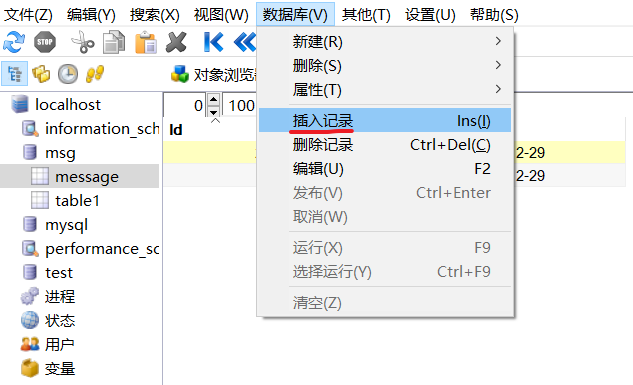 文件(Z) 编辑(Y) 搜索(X) 视图(W) 数据库(V) 其他(T) 设置(U) 帮助(S)
STOP
对象浏览
0 100
Id
localhost
information_sch
msg
message
table1
mysql
performance_sc
test
进程
状态
用户
变量
新建(R)
删除(S)
属性(T)
插入记录 Ins(I)
删除记录 Ctrl+Del(C)
编辑(U) F2
发布(V) Ctrl+Enter
取消(W)
运行(X) F9
选择运行(Y) Ctrl+F9
清空(Z)
2-29
2-29